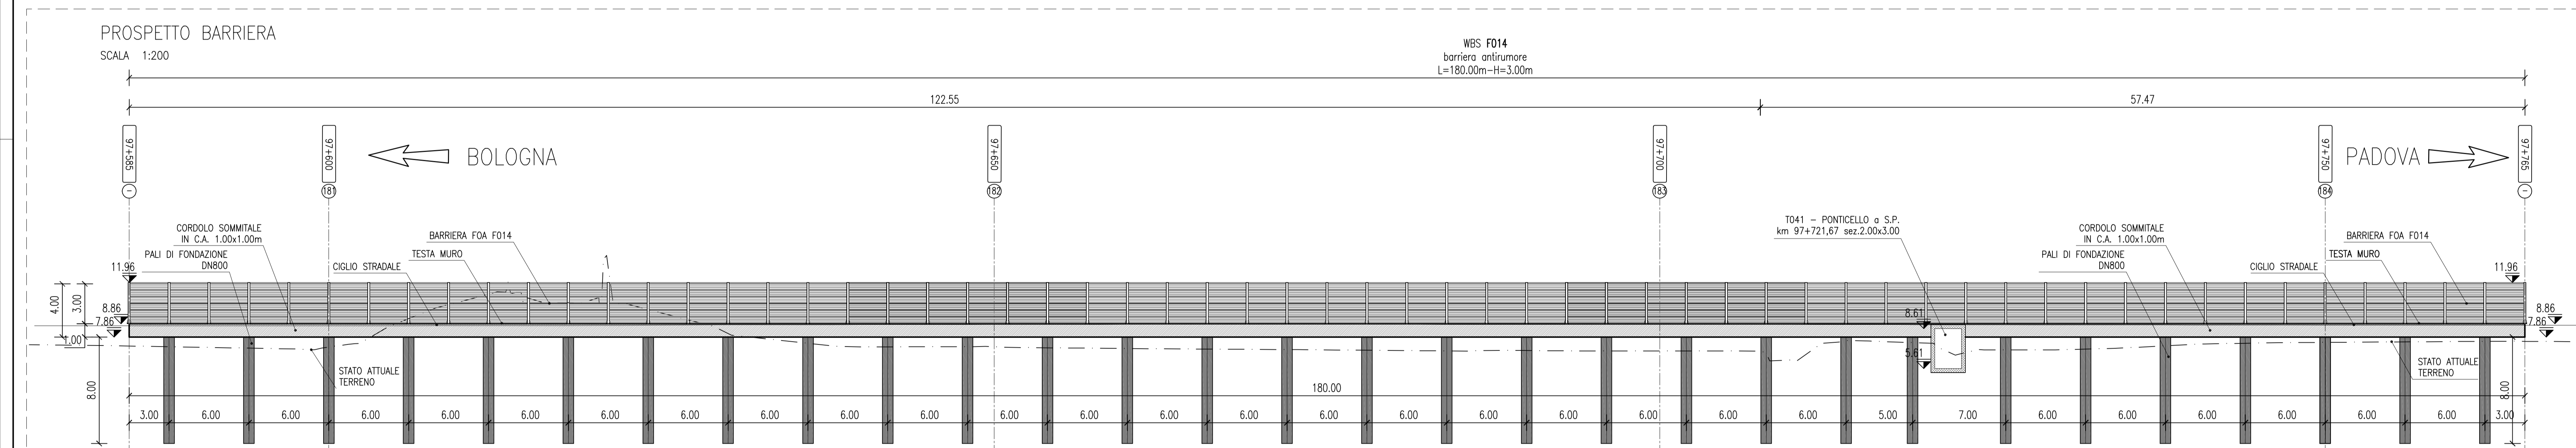 PROSPETTO BARRIERA
SCALA 1:200
WBS FO14
barriera antirumore
L=180.00m-H=3.00m
122.55
57.47
97+585
97+600
97+650
97+700
97+750
97+765
BOLOGNA
PADOVA
-
181
182
183
184
-
CORDOLO SOMMITALE
IN C.A. 1.00x1.00m
PALI DI FONDAZIONE
DN800
CIGLIO STRADALE
TESTA MURO
BARRIERA FOA FO14
TO41 - PONTICELLO a S.P.
km 97+721,67 sez.2.00x3.00
CORDOLO SOMMITALE
IN C.A. 1.00x1.00m
PALI DI FONDAZIONE
DN800
CIGLIO STRADALE
TESTA MURO
BARRIERA FOA FO14
11.96
11.96
4.00
3.00
8.86
7.86
1.00
8.61
5.61
8.86
7.86
STATO ATTUALE
TERRENO
STATO ATTUALE
TERRENO
8.00
180.00
8.00
3.00 6.00 6.00 6.00 6.00 6.00 6.00 6.00 6.00 6.00 6.00 6.00 6.00 6.00 6.00 6.00 6.00 6.00 6.00 6.00 6.00 6.00 5.00 7.00 6.00 6.00 6.00 6.00 6.00 6.00 3.00